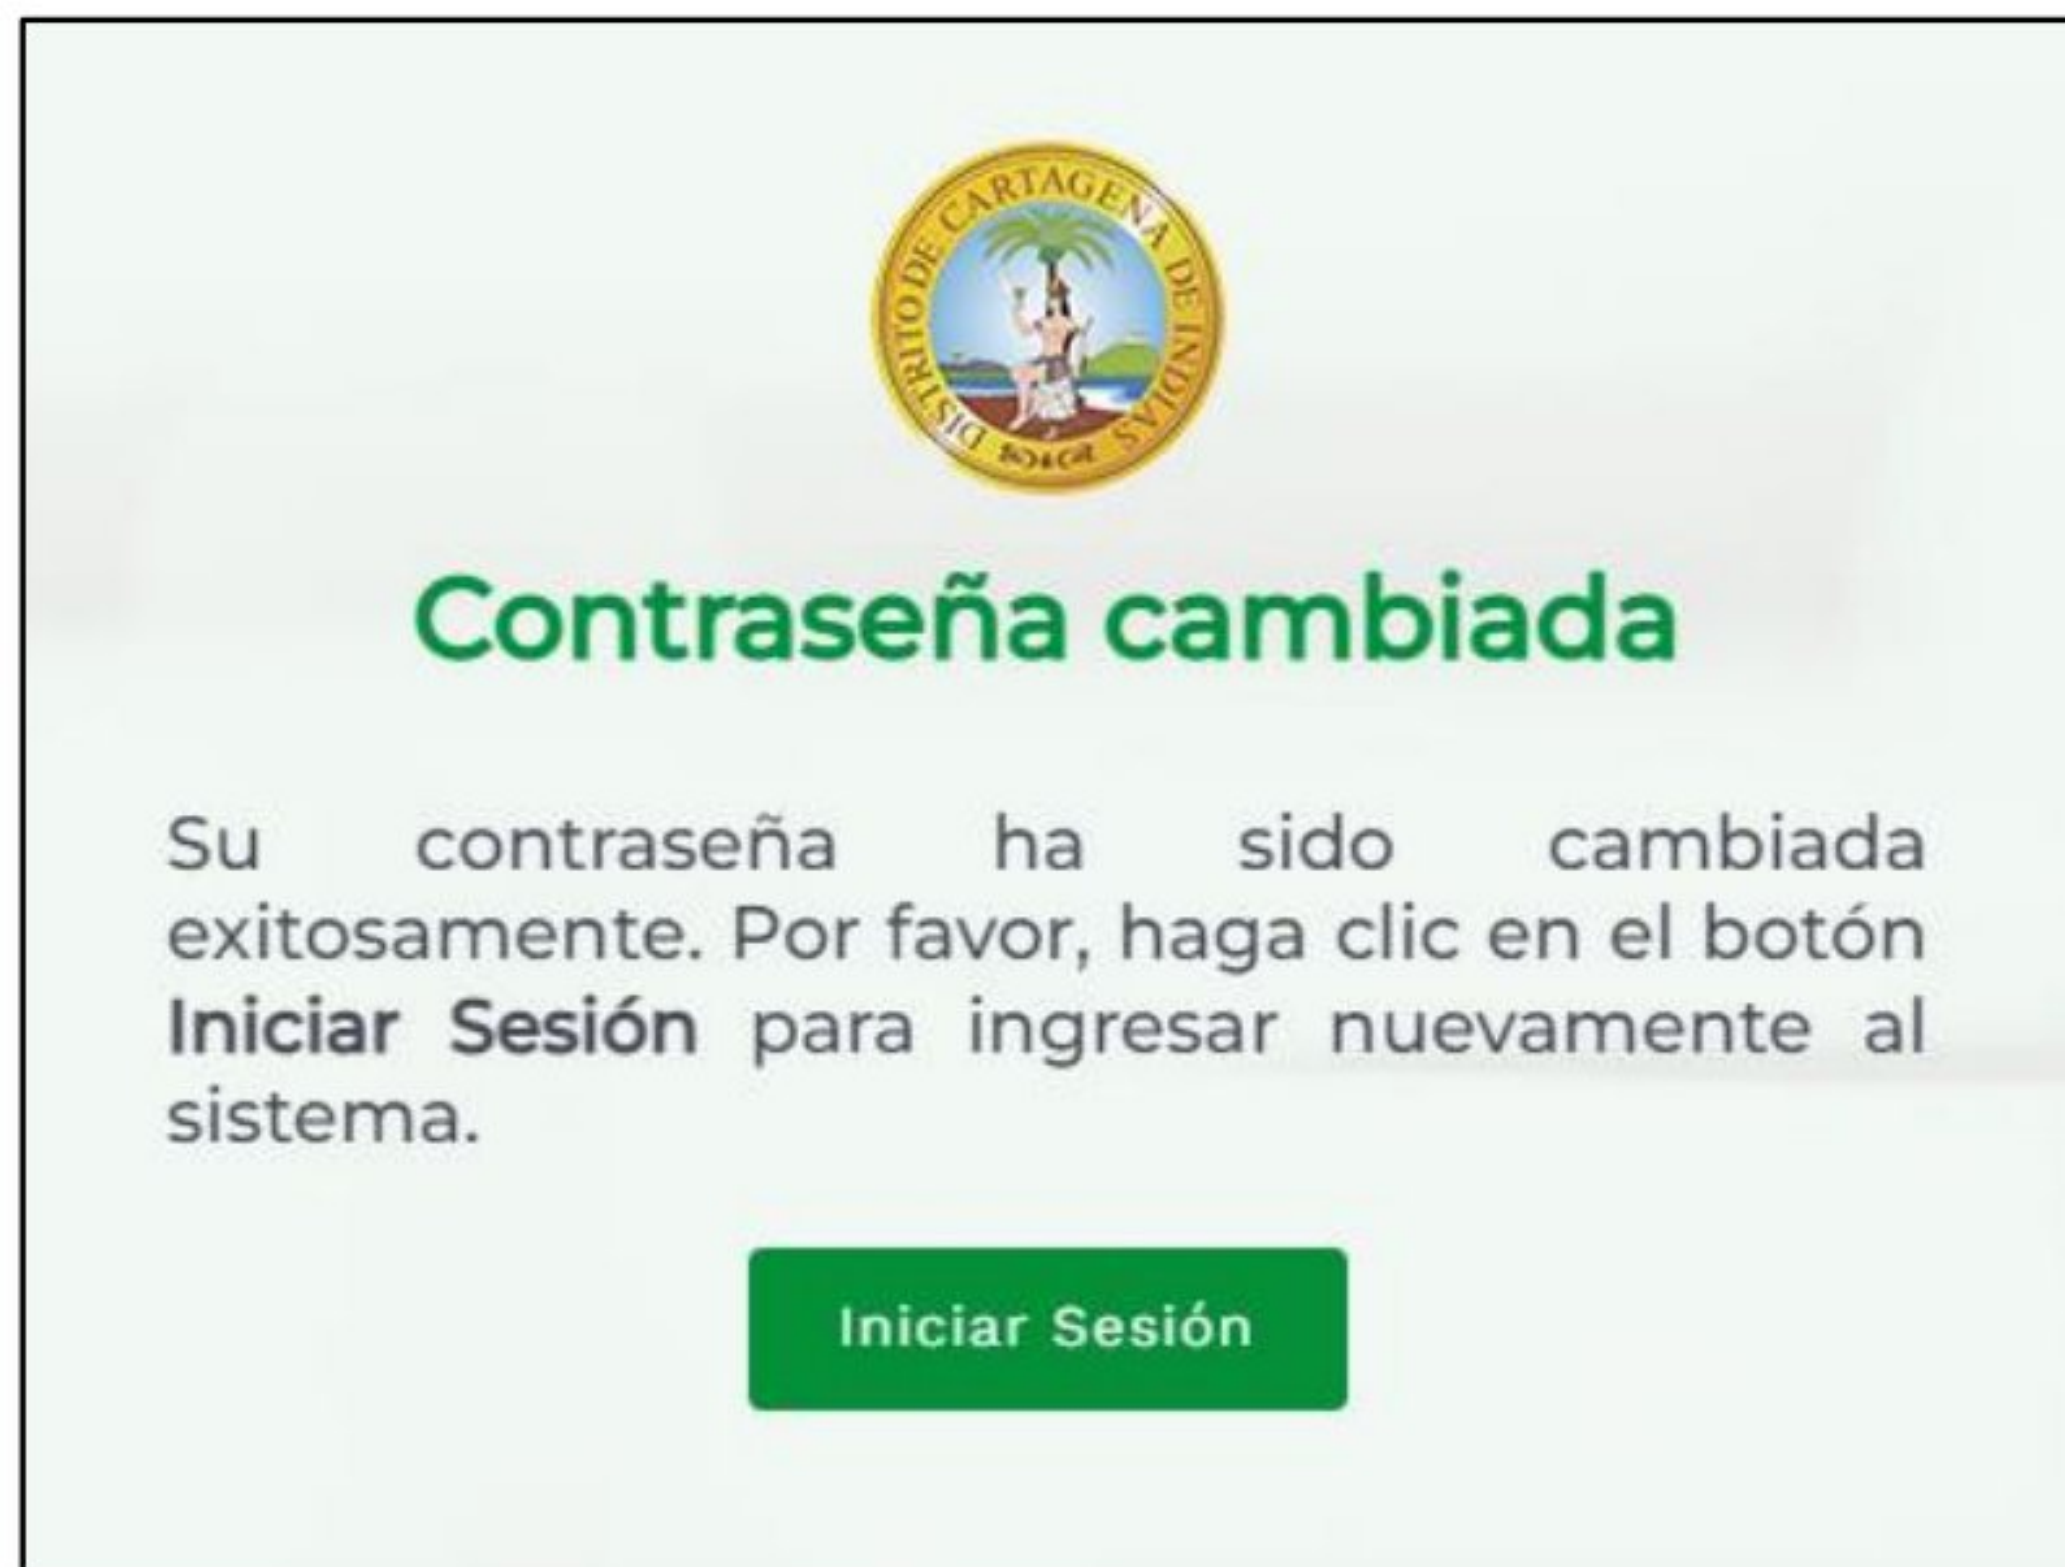 DISTRITO DE CARTAGENA DE INDIAS
Contraseña cambiada
Su contraseña ha sido cambiada
exitosamente. Por favor, haga clic en el botón
Iniciar Sesión para ingresar nuevamente al
sistema.
Iniciar Sesión